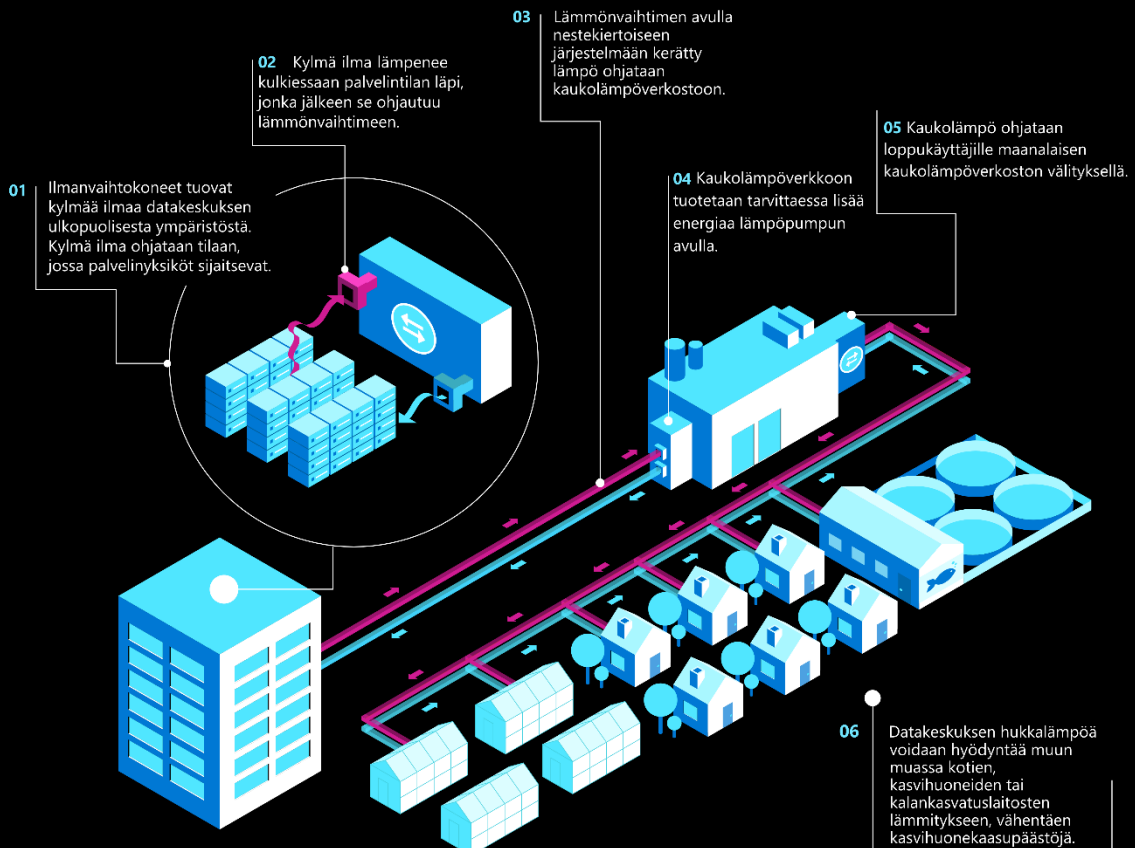 01 Ilmanvaihtokoneet tuovat
kylmää ilmaa datakeskuksen
ulkopuolisesta ympäristöstä.
Kylmä ilma ohjataan tilaan,
jossa palvelinyksiköt sijaitsevat.
02 Kylmä ilma lämpenee
kulkiessaan palvelintilan läpi,
jonka jälkeen se ohjautuu
lämmönvaihtimeen.
03 Lämmönvaihtimen avulla
nestekiertoiseen
järjestelmään kerätty
lämpö ohjataan
kaukolämpöverkostoon.
04 Kaukolämpöverkkoon
tuotetaan tarvittaessa lisää
energiaa lämpöpumpun
avulla.
05 Kaukolämpö ohjataan
loppukäyttäjille maanalaisen
kaukolämpöverkoston välityksellä.
06 Datakeskuksen hukkalämpöä
voidaan hyödyntää muun
muassa kotien,
kasvihuoneiden tai
kalankasvatuslaitosten
lämmitykseen, vähentäen
kasvihuonekaasupäästöjä.